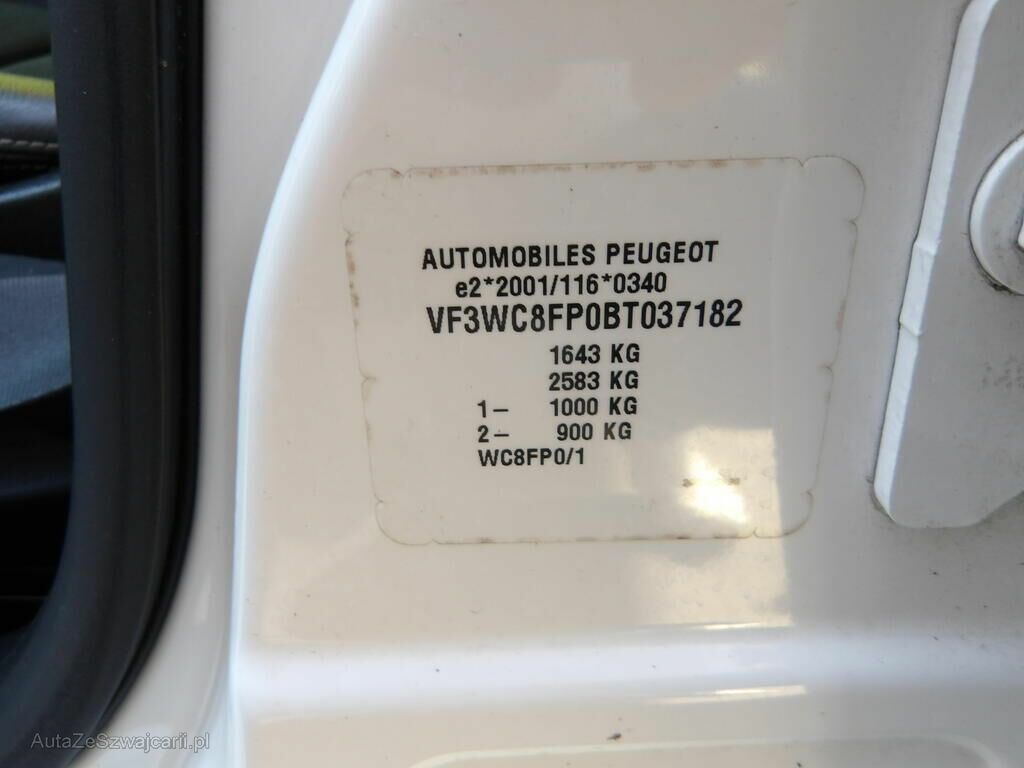 AUTOMOBILES PEUGEOT
e2*2001/116*0340
VF3WC8FP0BT037182
1643 KG
2583 KG
1– 1000 KG
2– 900 KG
WC8FP0/1
AutaZeSzwajcarii.pl